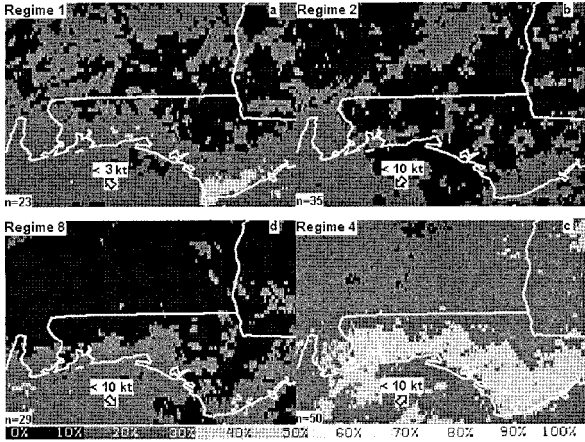 Regime 1 a
< 3 kt
n=23
Regime 2 b
< 10 kt
n=35
Regime 8 d
< 10 kt
n=29
Regime 4 c
< 10 kt
n=50
0% 10% 20% 30% 40% 50% 60% 70% 80% 90% 100%